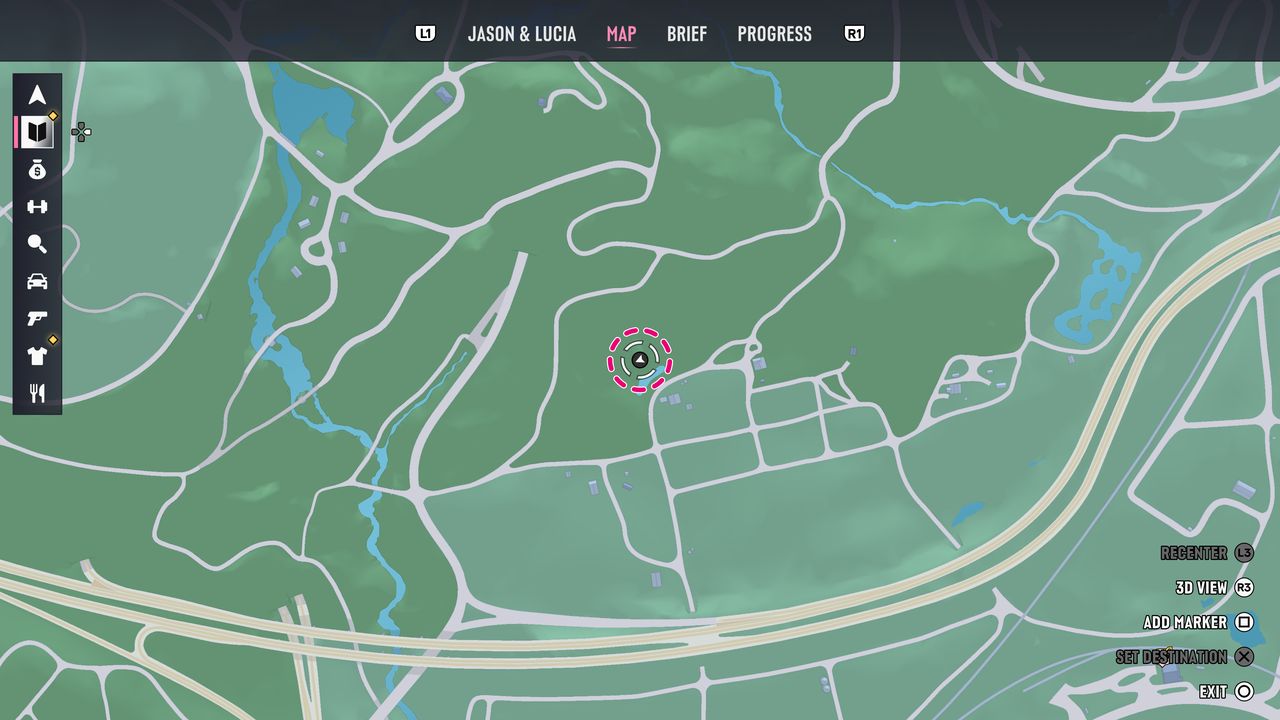 L1 JASON & LUCIA MAP BRIEF PROGRESS R1
RECENTER L3
3D VIEW R3
ADD MARKER
SET DESTINATION
EXIT